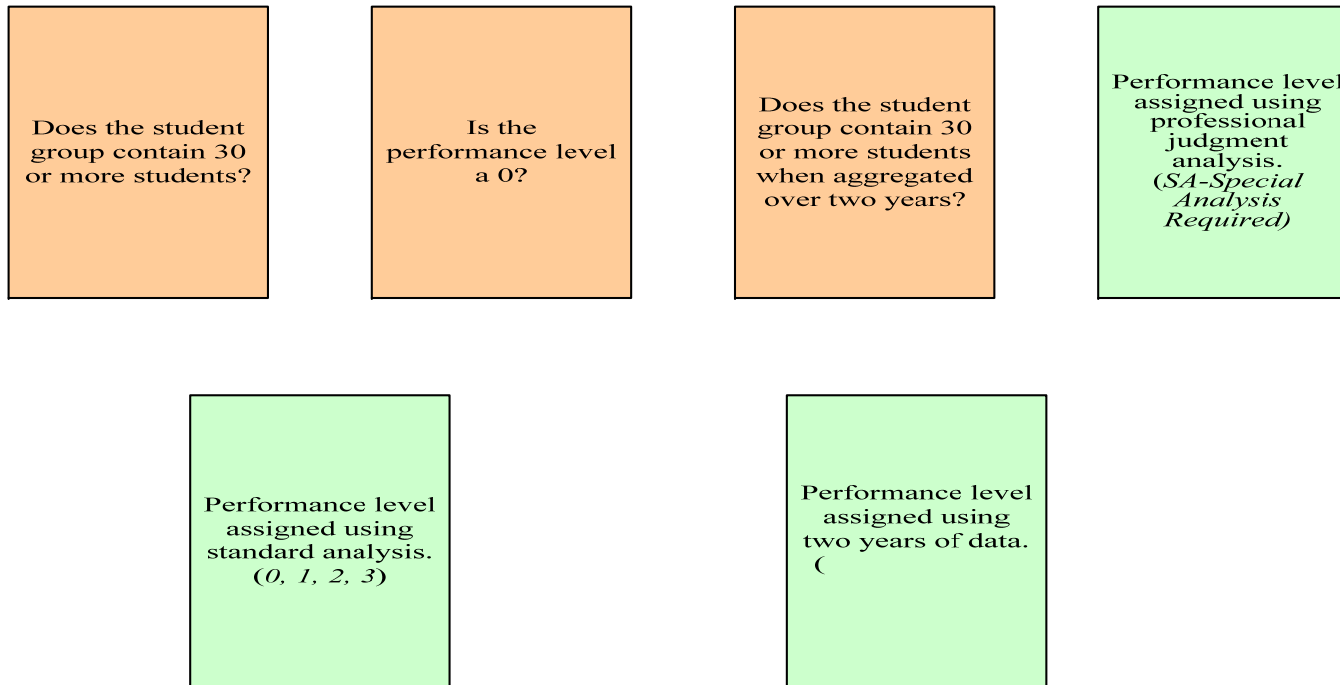 Does the student
group contain 30
or more students?
Is the
performance level
a 0?
Does the student
group contain 30
or more students
when aggregated
over two years?
Performance level
assigned using
professional
judgment
analysis.
(SA-Special
Analysis
Required)
Performance level
assigned using
standard analysis.
(0, 1, 2, 3)
Performance level
assigned using
two years of data.
(